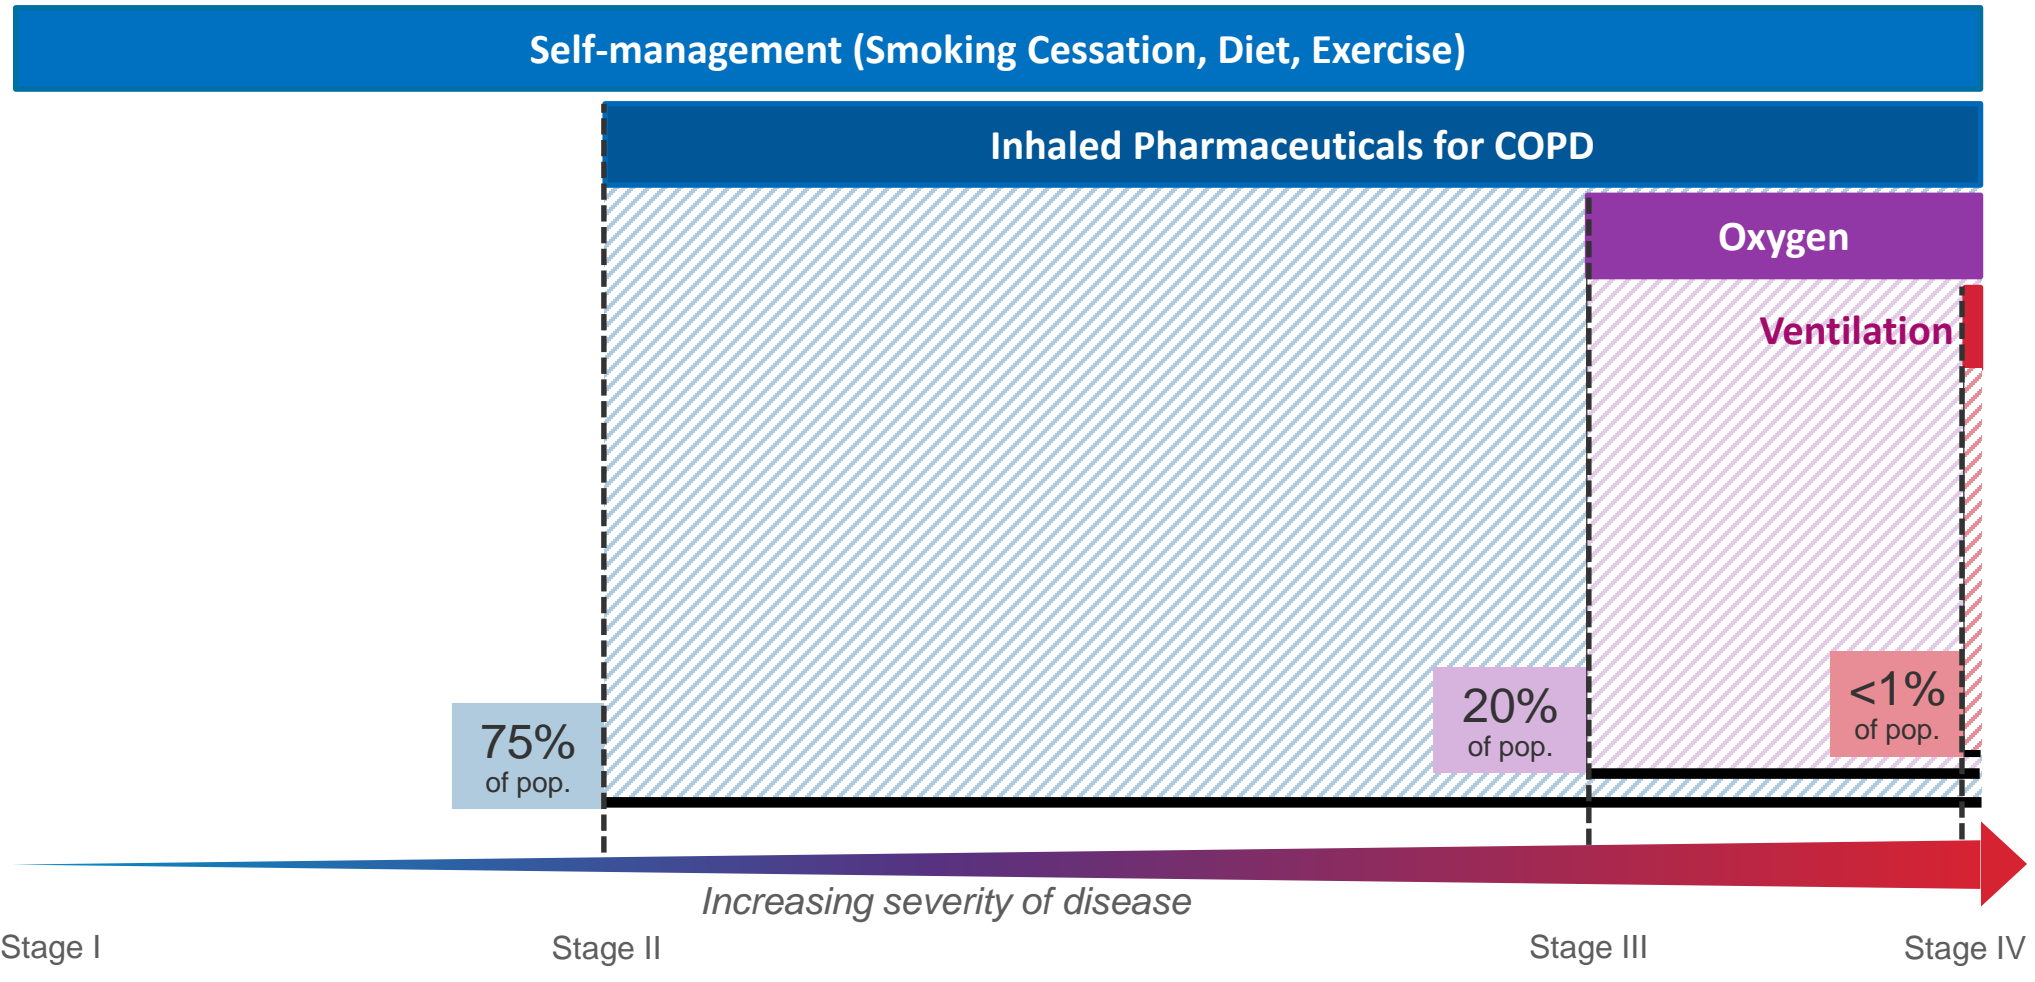 Self-management (Smoking Cessation, Diet, Exercise)
Inhaled Pharmaceuticals for COPD
Oxygen
Ventilation
75%
of pop.
20%
of pop.
<1%
of pop.
Increasing severity of disease
Stage I
Stage II
Stage III
Stage IV